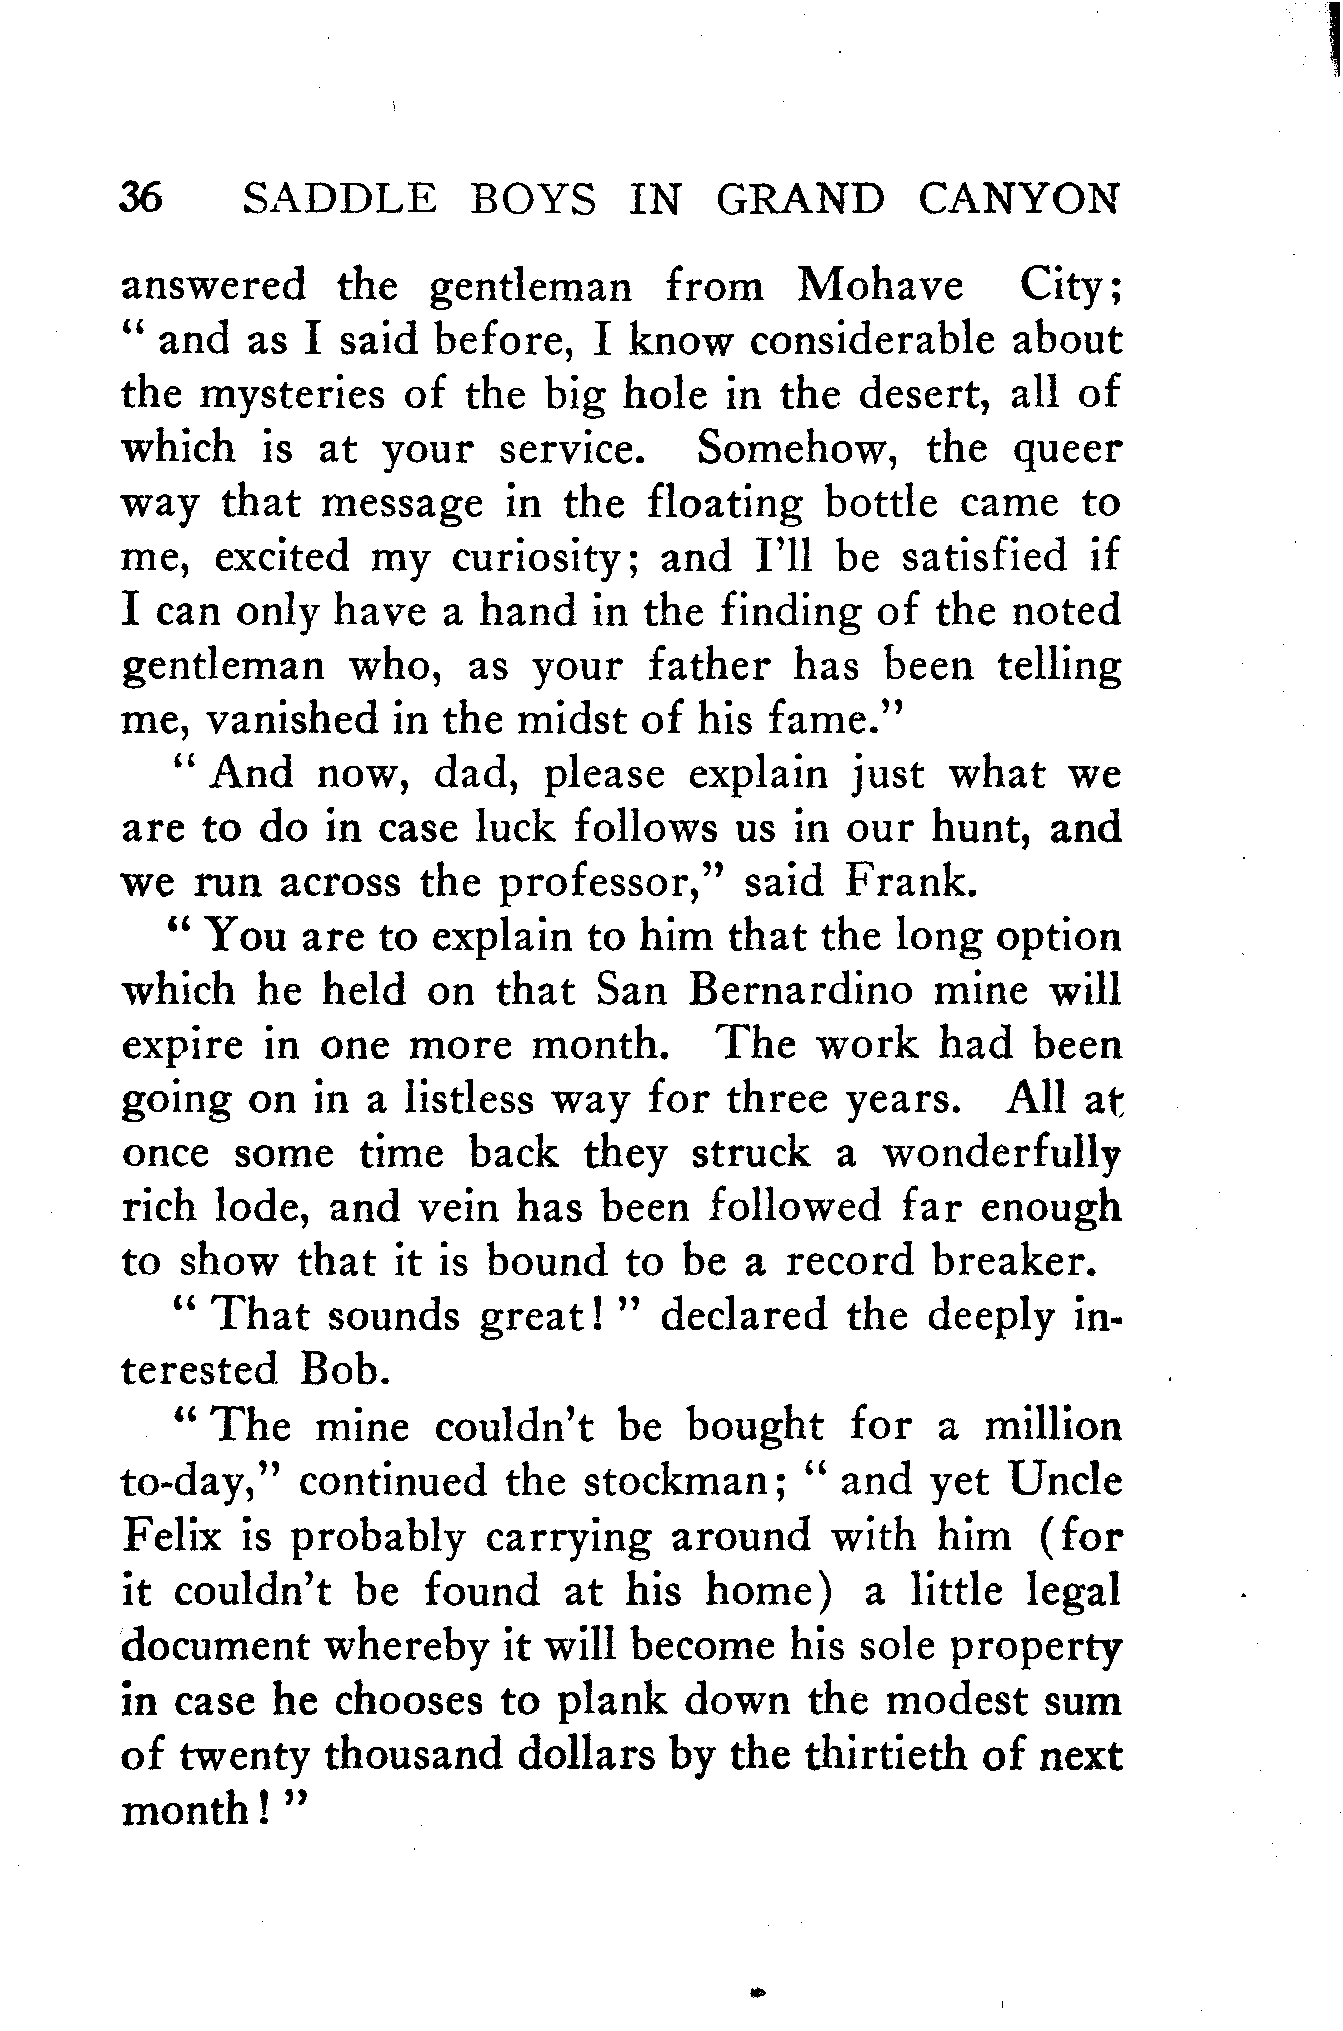 36 SADDLE BOYS IN GRAND CANYON
answered the gentleman from Mohave City;
“ and as I said before, I know considerable about
the mysteries of the big hole in the desert, all of
which is at your service. Somehow, the queer
way that message in the floating bottle came to
me, excited my curiosity; and I’ll be satisfied if
I can only have a hand in the finding of the noted
gentleman who, as your father has been telling
me, vanished in the midst of his fame.”
“ And now, dad, please explain just what we
are to do in case luck follows us in our hunt, and
we run across the professor,” said Frank.
“ You are to explain to him that the long option
which he held on that San Bernardino mine will
expire in one more month. The work had been
going on in a listless way for three years. All at
once some time back they struck a wonderfully
rich lode, and vein has been followed far enough
to show that it is bound to be a record breaker.
“ That sounds great! ” declared the deeply in-
terested Bob.
“ The mine couldn’t be bought for a million
to-day,” continued the stockman; “ and yet Uncle
Felix is probably carrying around with him (for
it couldn’t be found at his home) a little legal
document whereby it will become his sole property
in case he chooses to plank down the modest sum
of twenty thousand dollars by the thirtieth of next
month! ”